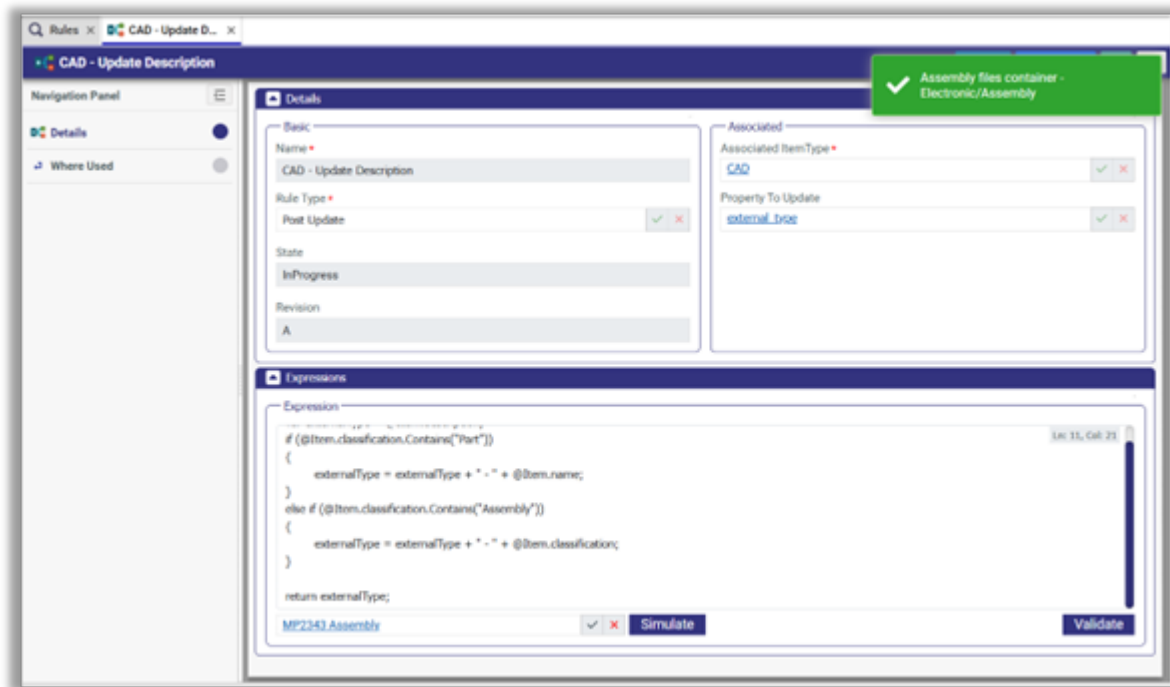 Rules
CAD - Update D...
CAD - Update Description
Assembly files container -
Electronic/Assembly
Navigation Panel
Details
Where Used
Details
Basic
Name•
CAD - Update Description
Rule Type•
Post Update
State
InProgress
Revision
A
Associated
Associated ItemType•
CAD
Property To Update
external_type
Expressions
Expression
Ln: 11, Col: 21
if (@Item.classification.Contains("Part"))
{
externalType = externalType + " - " + @Item.name;
}
else if (@Item.classification.Contains("Assembly"))
{
externalType = externalType + " - " + @Item.classification;
}
return externalType;
MP2343 Assembly
Simulate
Validate